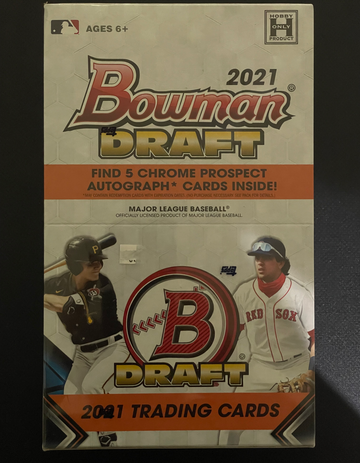 AGES 6+
HOBBY
ONLY
H
PRODUCT
2021
Bowman®
DRAFT
FIND 5 CHROME PROSPECT
AUTOGRAPH* CARDS INSIDE!
MAJOR LEAGUE BASEBALL®
OFFICIALLY LICENSED PRODUCT OF MAJOR LEAGUE BASEBALL.
P
RED SOX
B
DRAFT®
2021 TRADING CARDS